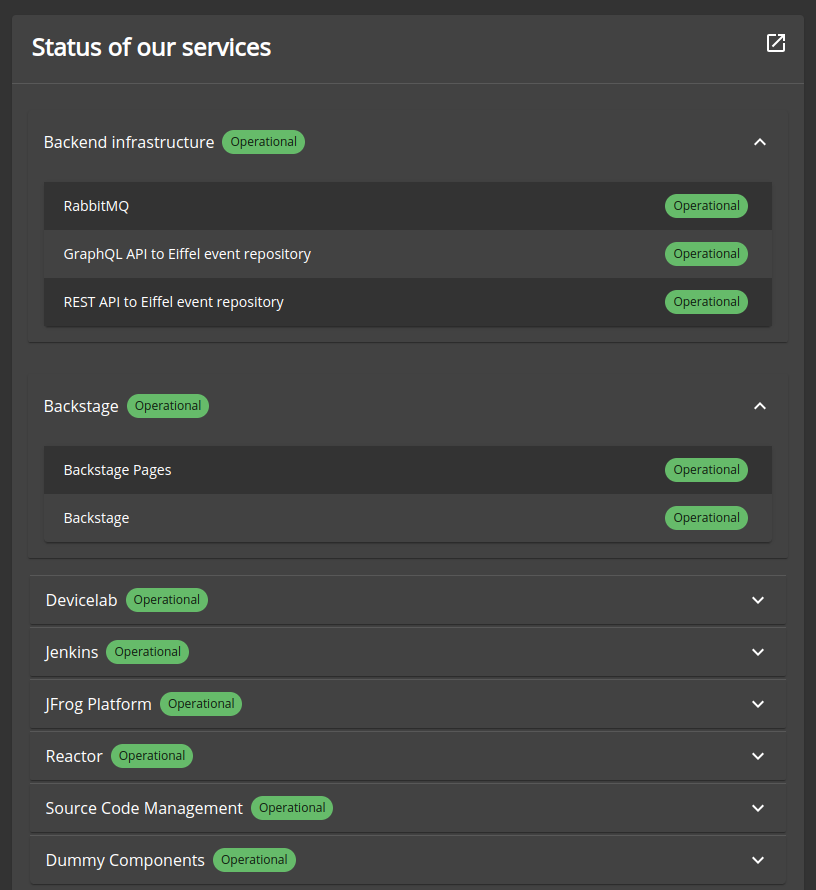 Status of our services
Backend infrastructure Operational
RabbitMQ Operational
GraphQL API to Eiffel event repository Operational
REST API to Eiffel event repository Operational
Backstage Operational
Backstage Pages Operational
Backstage Operational
Devicelab Operational
Jenkins Operational
JFrog Platform Operational
Reactor Operational
Source Code Management Operational
Dummy Components Operational